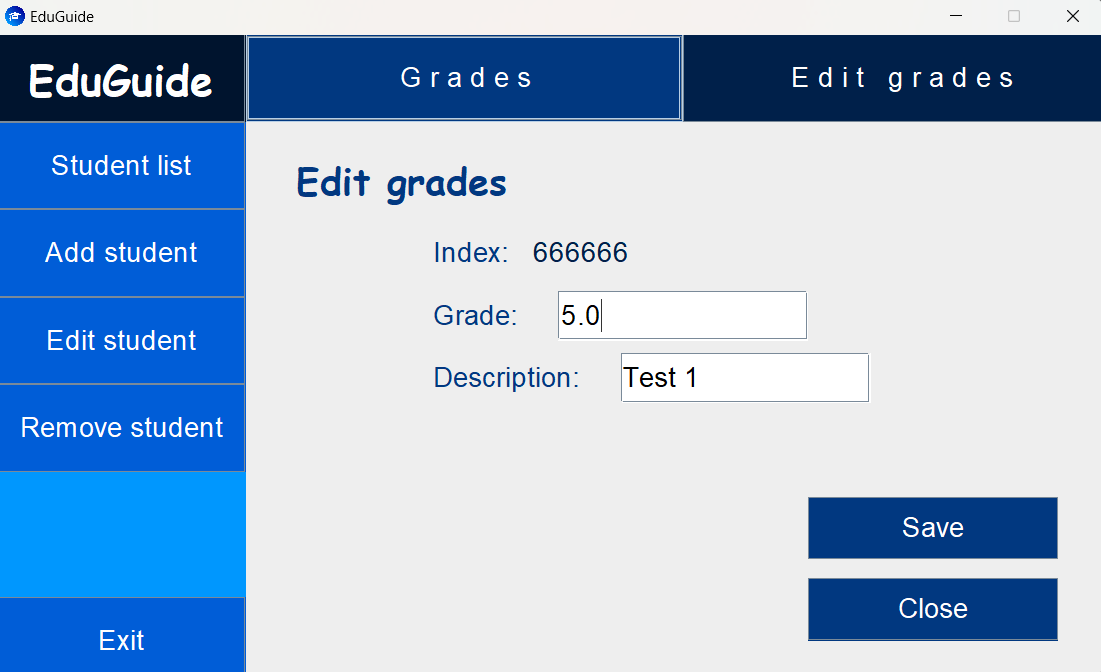 EduGuide
EduGuide
Grades
Edit grades
Student list
Add student
Edit student
Remove student
Exit
Edit grades
Index: 666666
Grade: 5.0
Description: Test 1
Save
Close